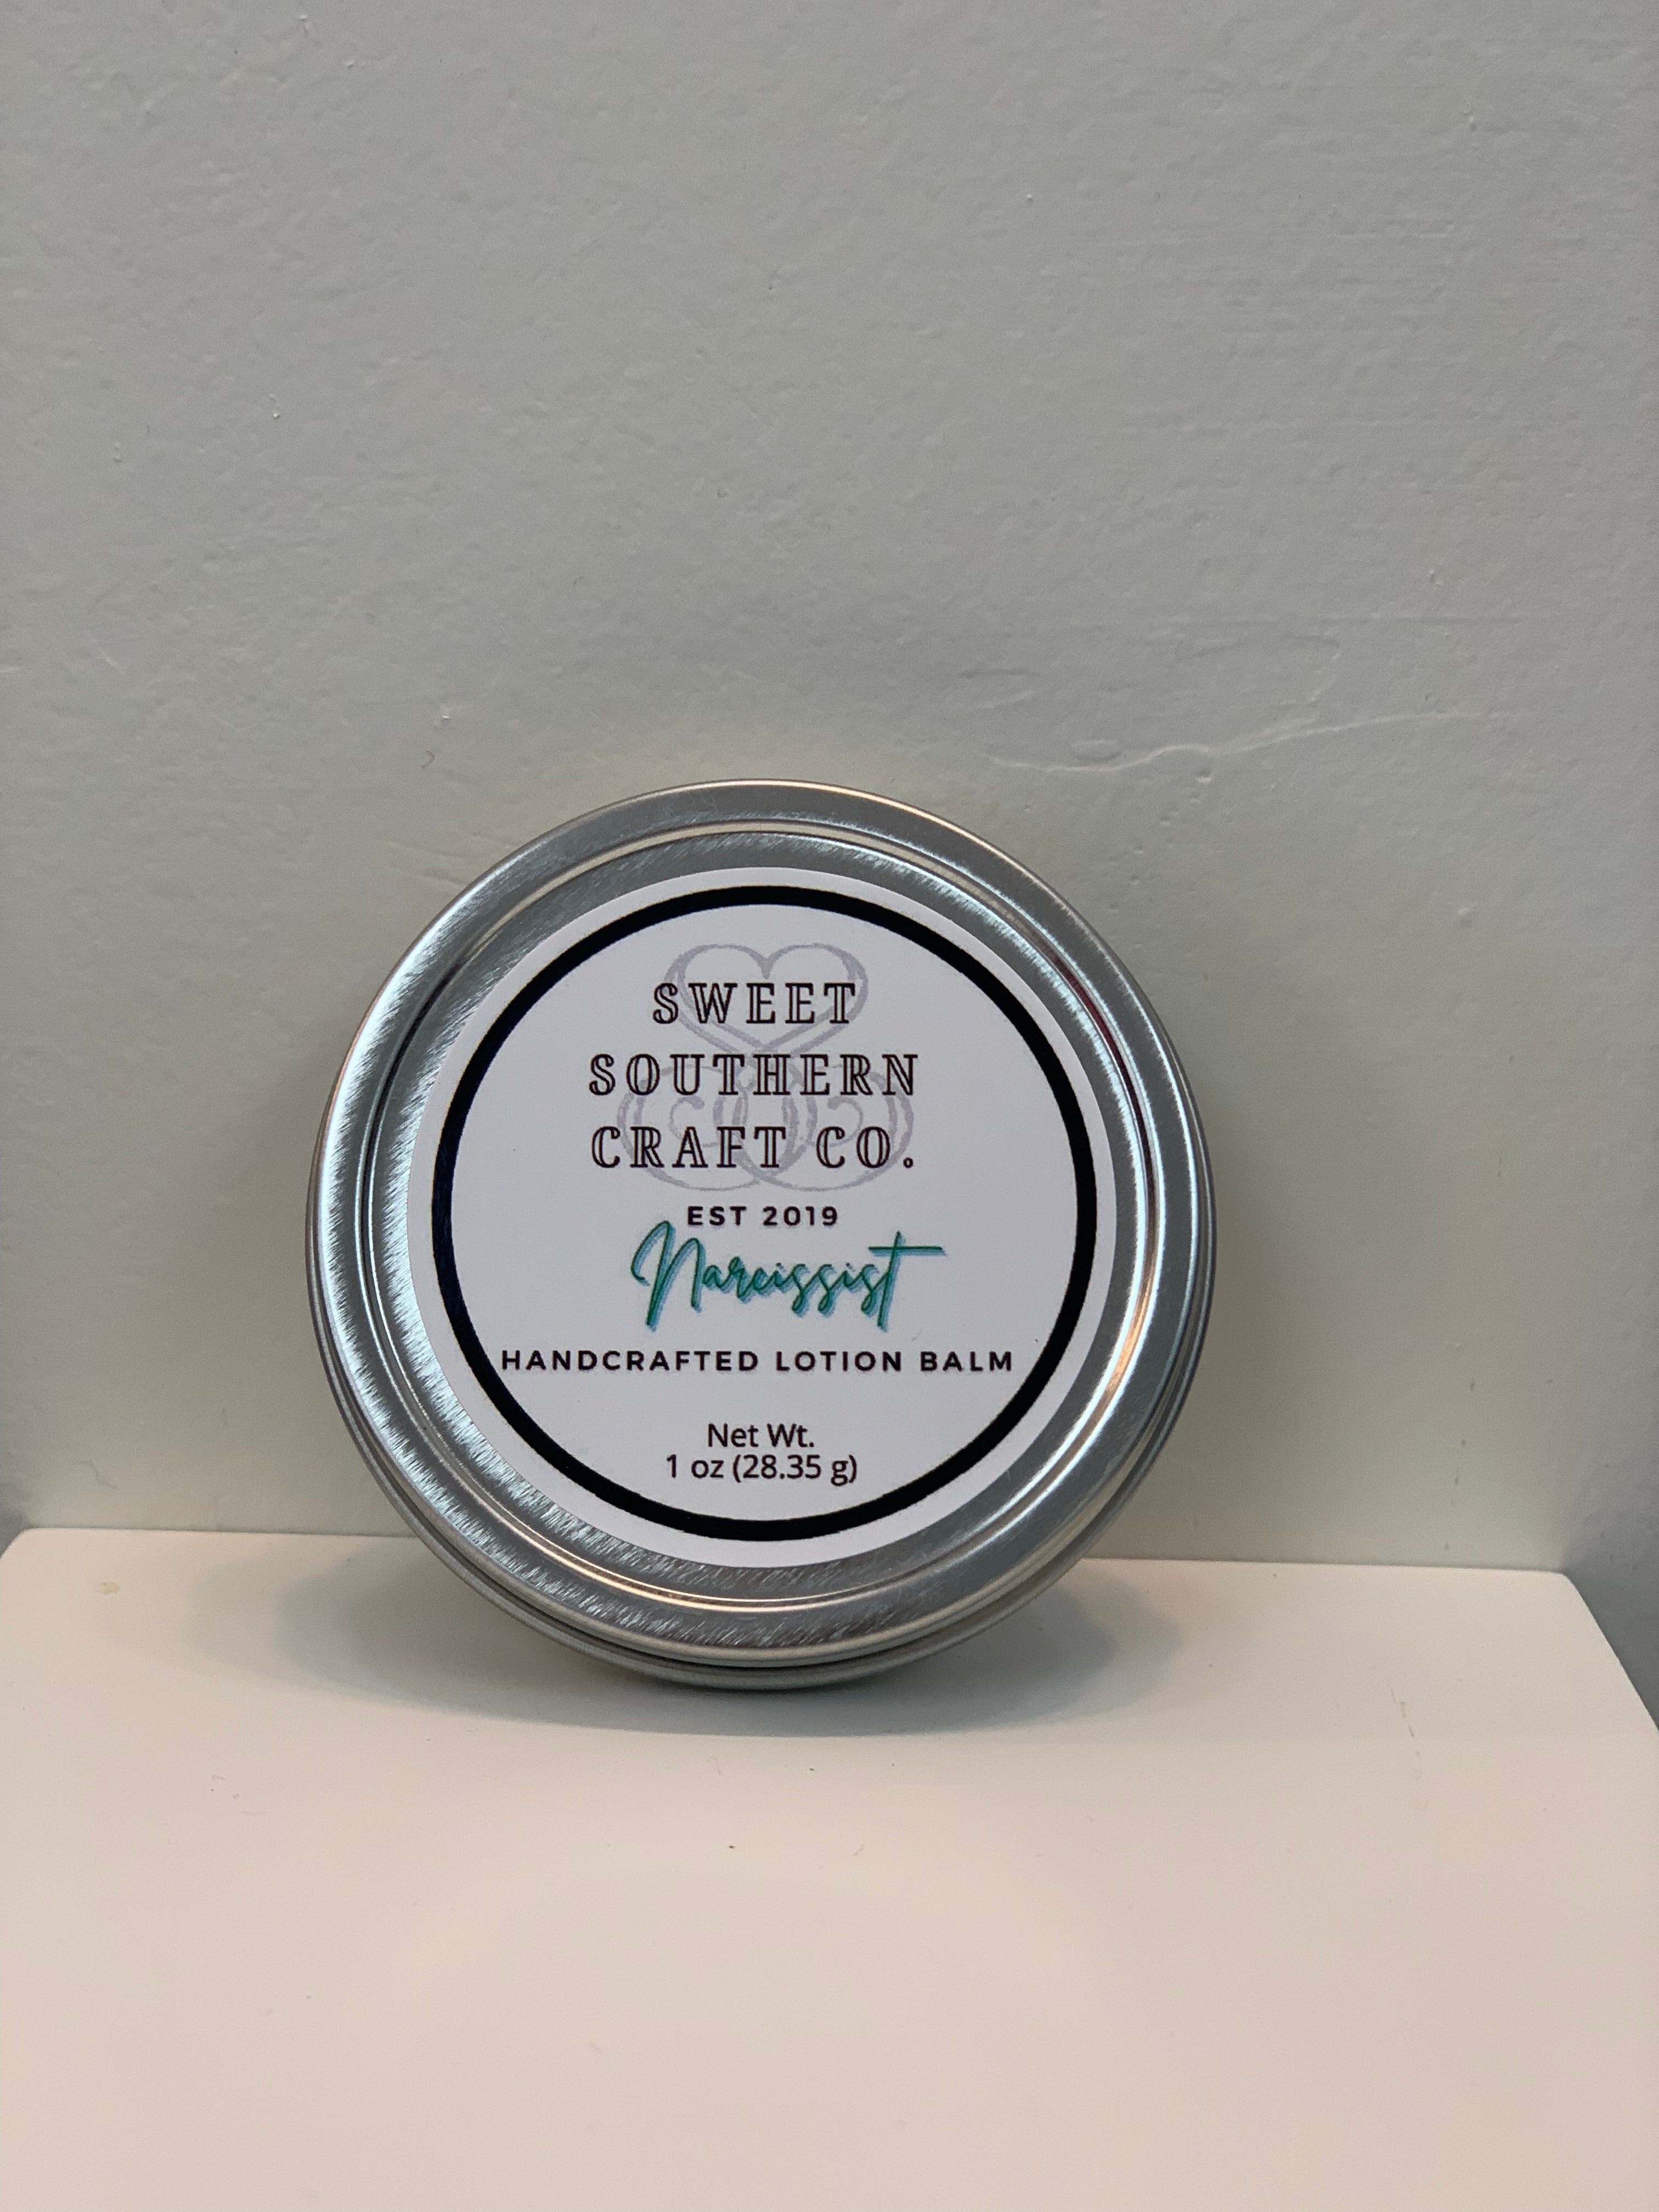 SWEET
SOUTHERN
CRAFT CO.
EST 2019
Narcissist
HANDCRAFTED LOTION BALM
Net Wt.
1 oz (28.35 g)